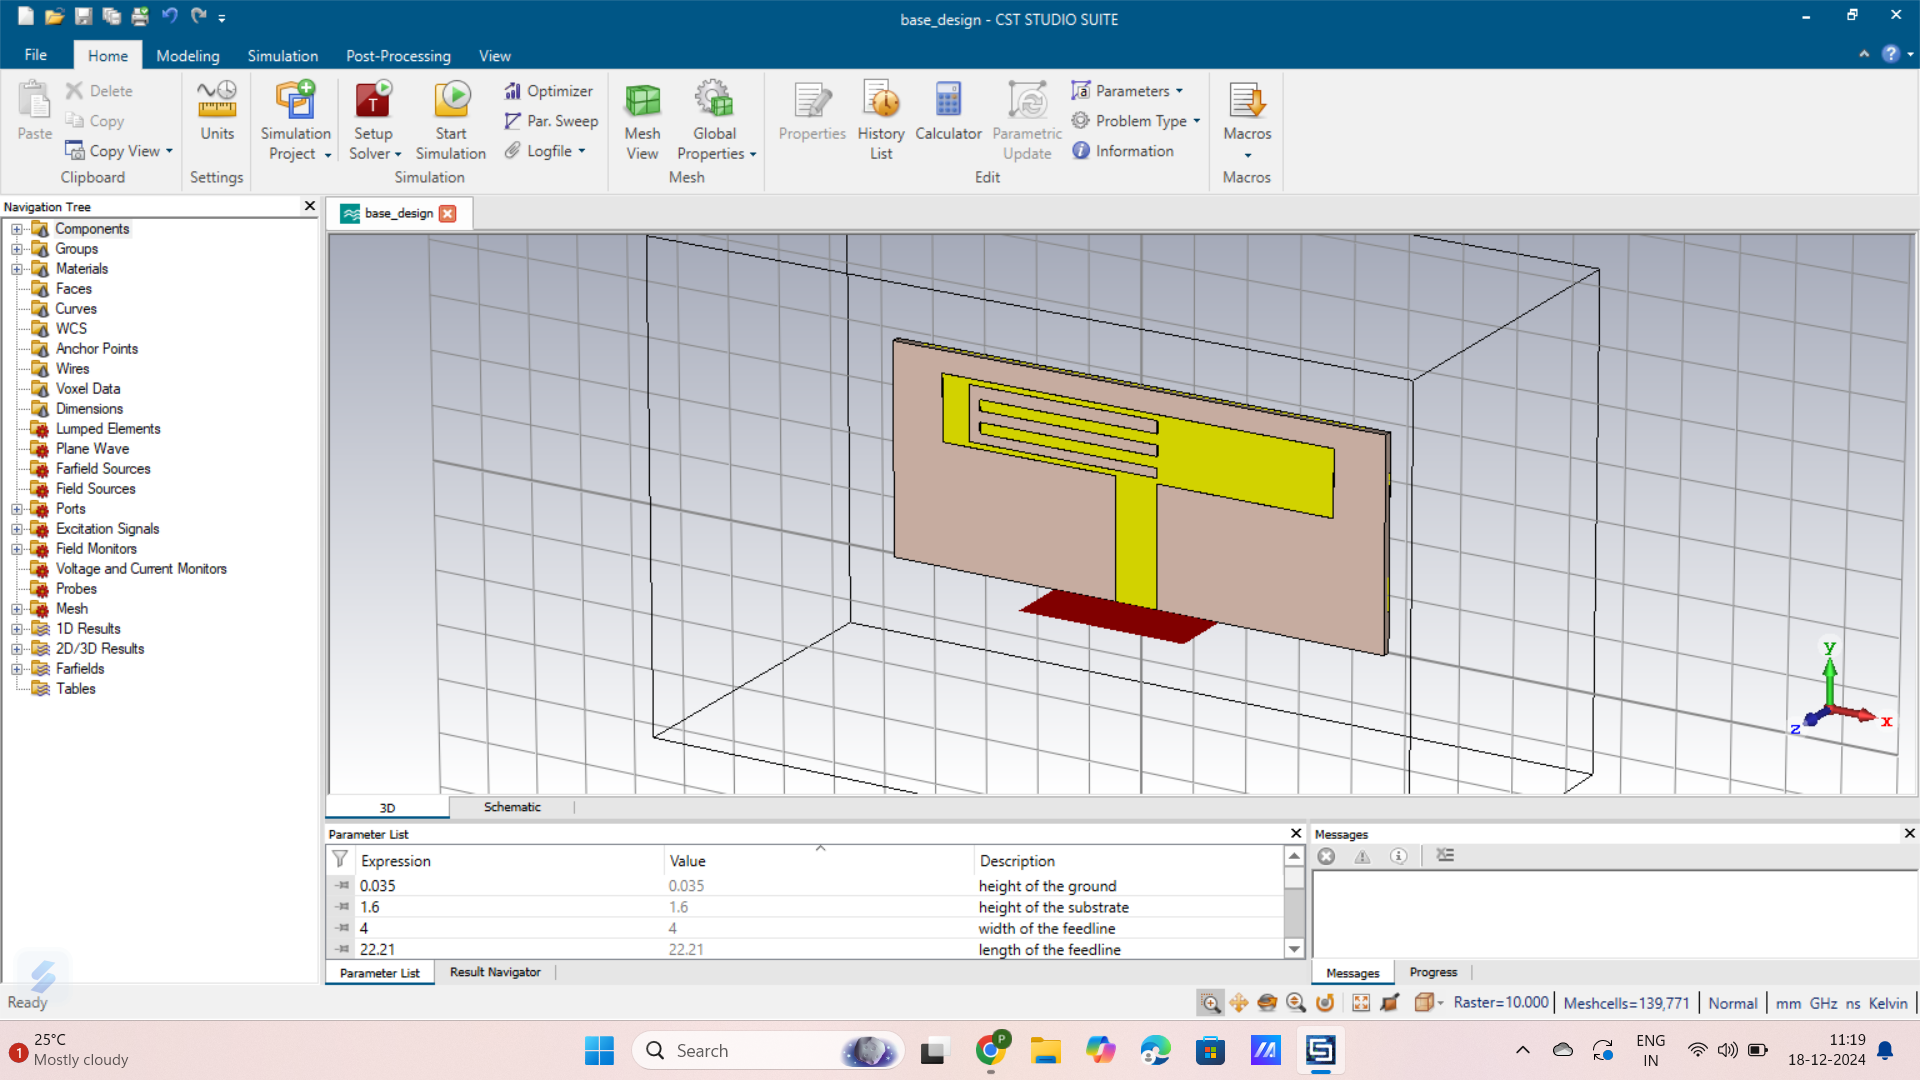 base_design - CST STUDIO SUITE
File
Home
Modeling
Simulation
Post-Processing
View
Paste
Delete
Copy
Copy View
Clipboard
Units
Settings
Simulation
Project
T
Setup
Solver
Start
Simulation
Optimizer
Par. Sweep
Logfile
Simulation
Mesh
View
Global
Properties
Mesh
Properties
History
List
Calculator
Parametric
Update
Parameters
Problem Type
Information
Edit
Macros
Macros
Navigation Tree
Components
Groups
Materials
Faces
Curves
WCS
Anchor Points
Wires
Voxel Data
Dimensions
Lumped Elements
Plane Wave
Farfield Sources
Field Sources
Ports
Excitation Signals
Field Monitors
Voltage and Current Monitors
Probes
Mesh
1D Results
2D/3D Results
Farfields
Tables
base_design
y
x
z
3D
Schematic
Parameter List
Expression Value Description
0.035 0.035 height of the ground
1.6 1.6 height of the substrate
4 4 width of the feedline
22.21 22.21 length of the feedline
Parameter List
Result Navigator
Messages
Messages
Progress
Ready
Raster=10.000
Meshcells=139,771
Normal
mm GHz ns Kelvin
1
25°C
Mostly cloudy
Search
P
ENG
IN
11:19
18-12-2024